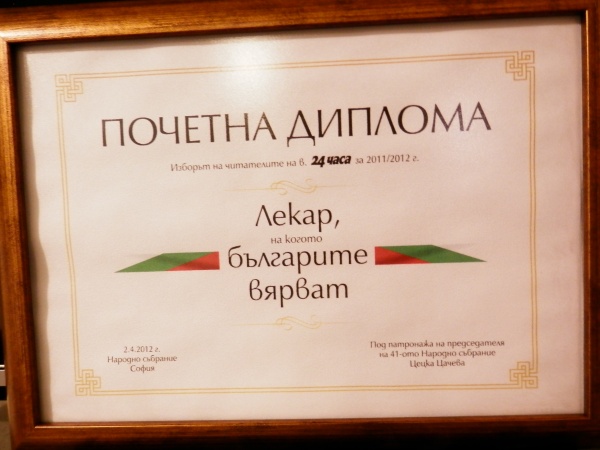 ПОЧЕТНА ДИПЛОМА
Изборът на читателите на в. 24 часа за 2011/2012 г.
Лекар,
на когото
българите
вярват
2.4.2012 г.
Народно събрание
София
Под патронажа на председателя
на 41-ото Народно събрание
Цецка Цачева